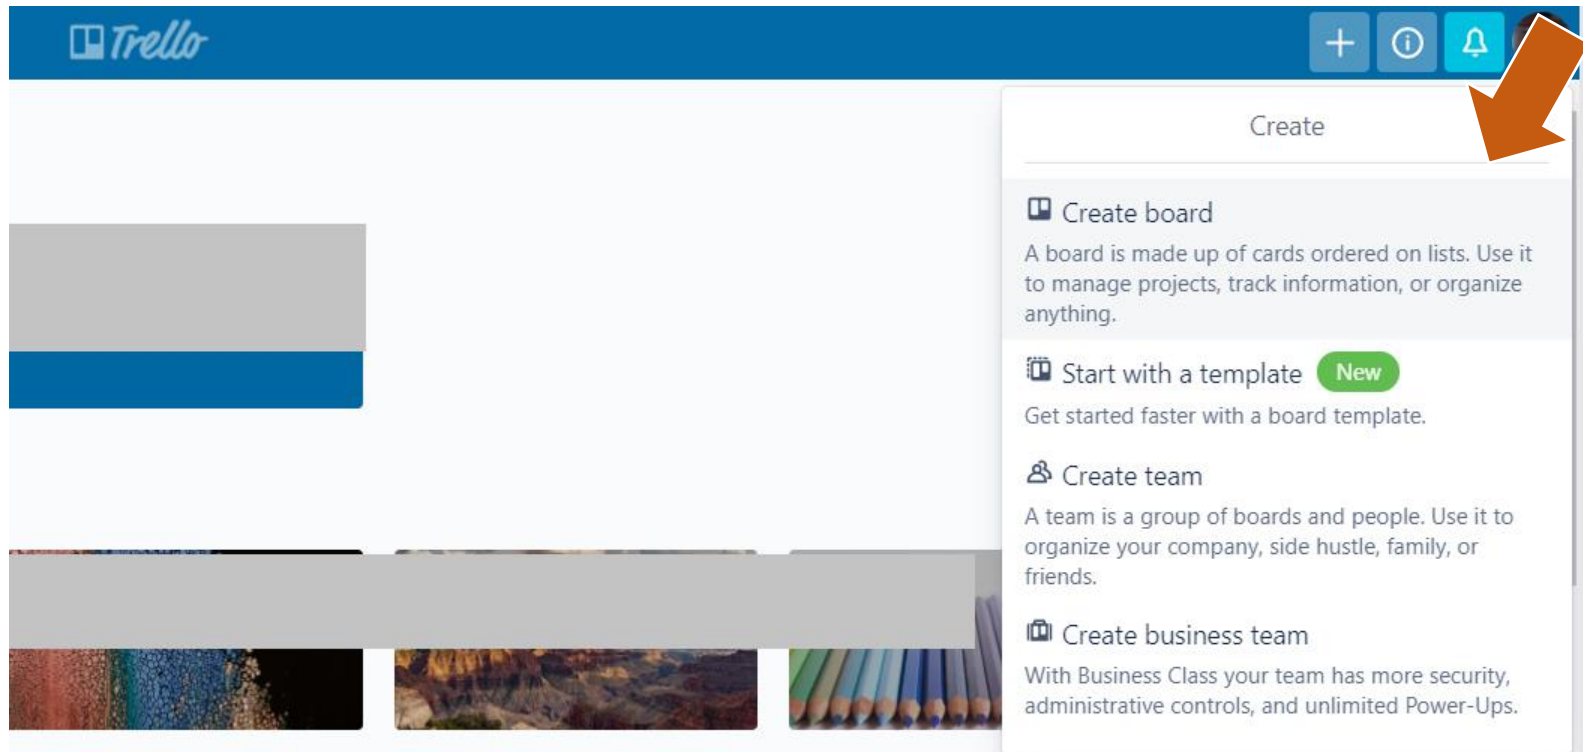 Trello
Create
Create board
A board is made up of cards ordered on lists. Use it
to manage projects, track information, or organize
anything.
Start with a template New
Get started faster with a board template.
Create team
A team is a group of boards and people. Use it to
organize your company, side hustle, family, or
friends.
Create business team
With Business Class your team has more security,
administrative controls, and unlimited Power-Ups.